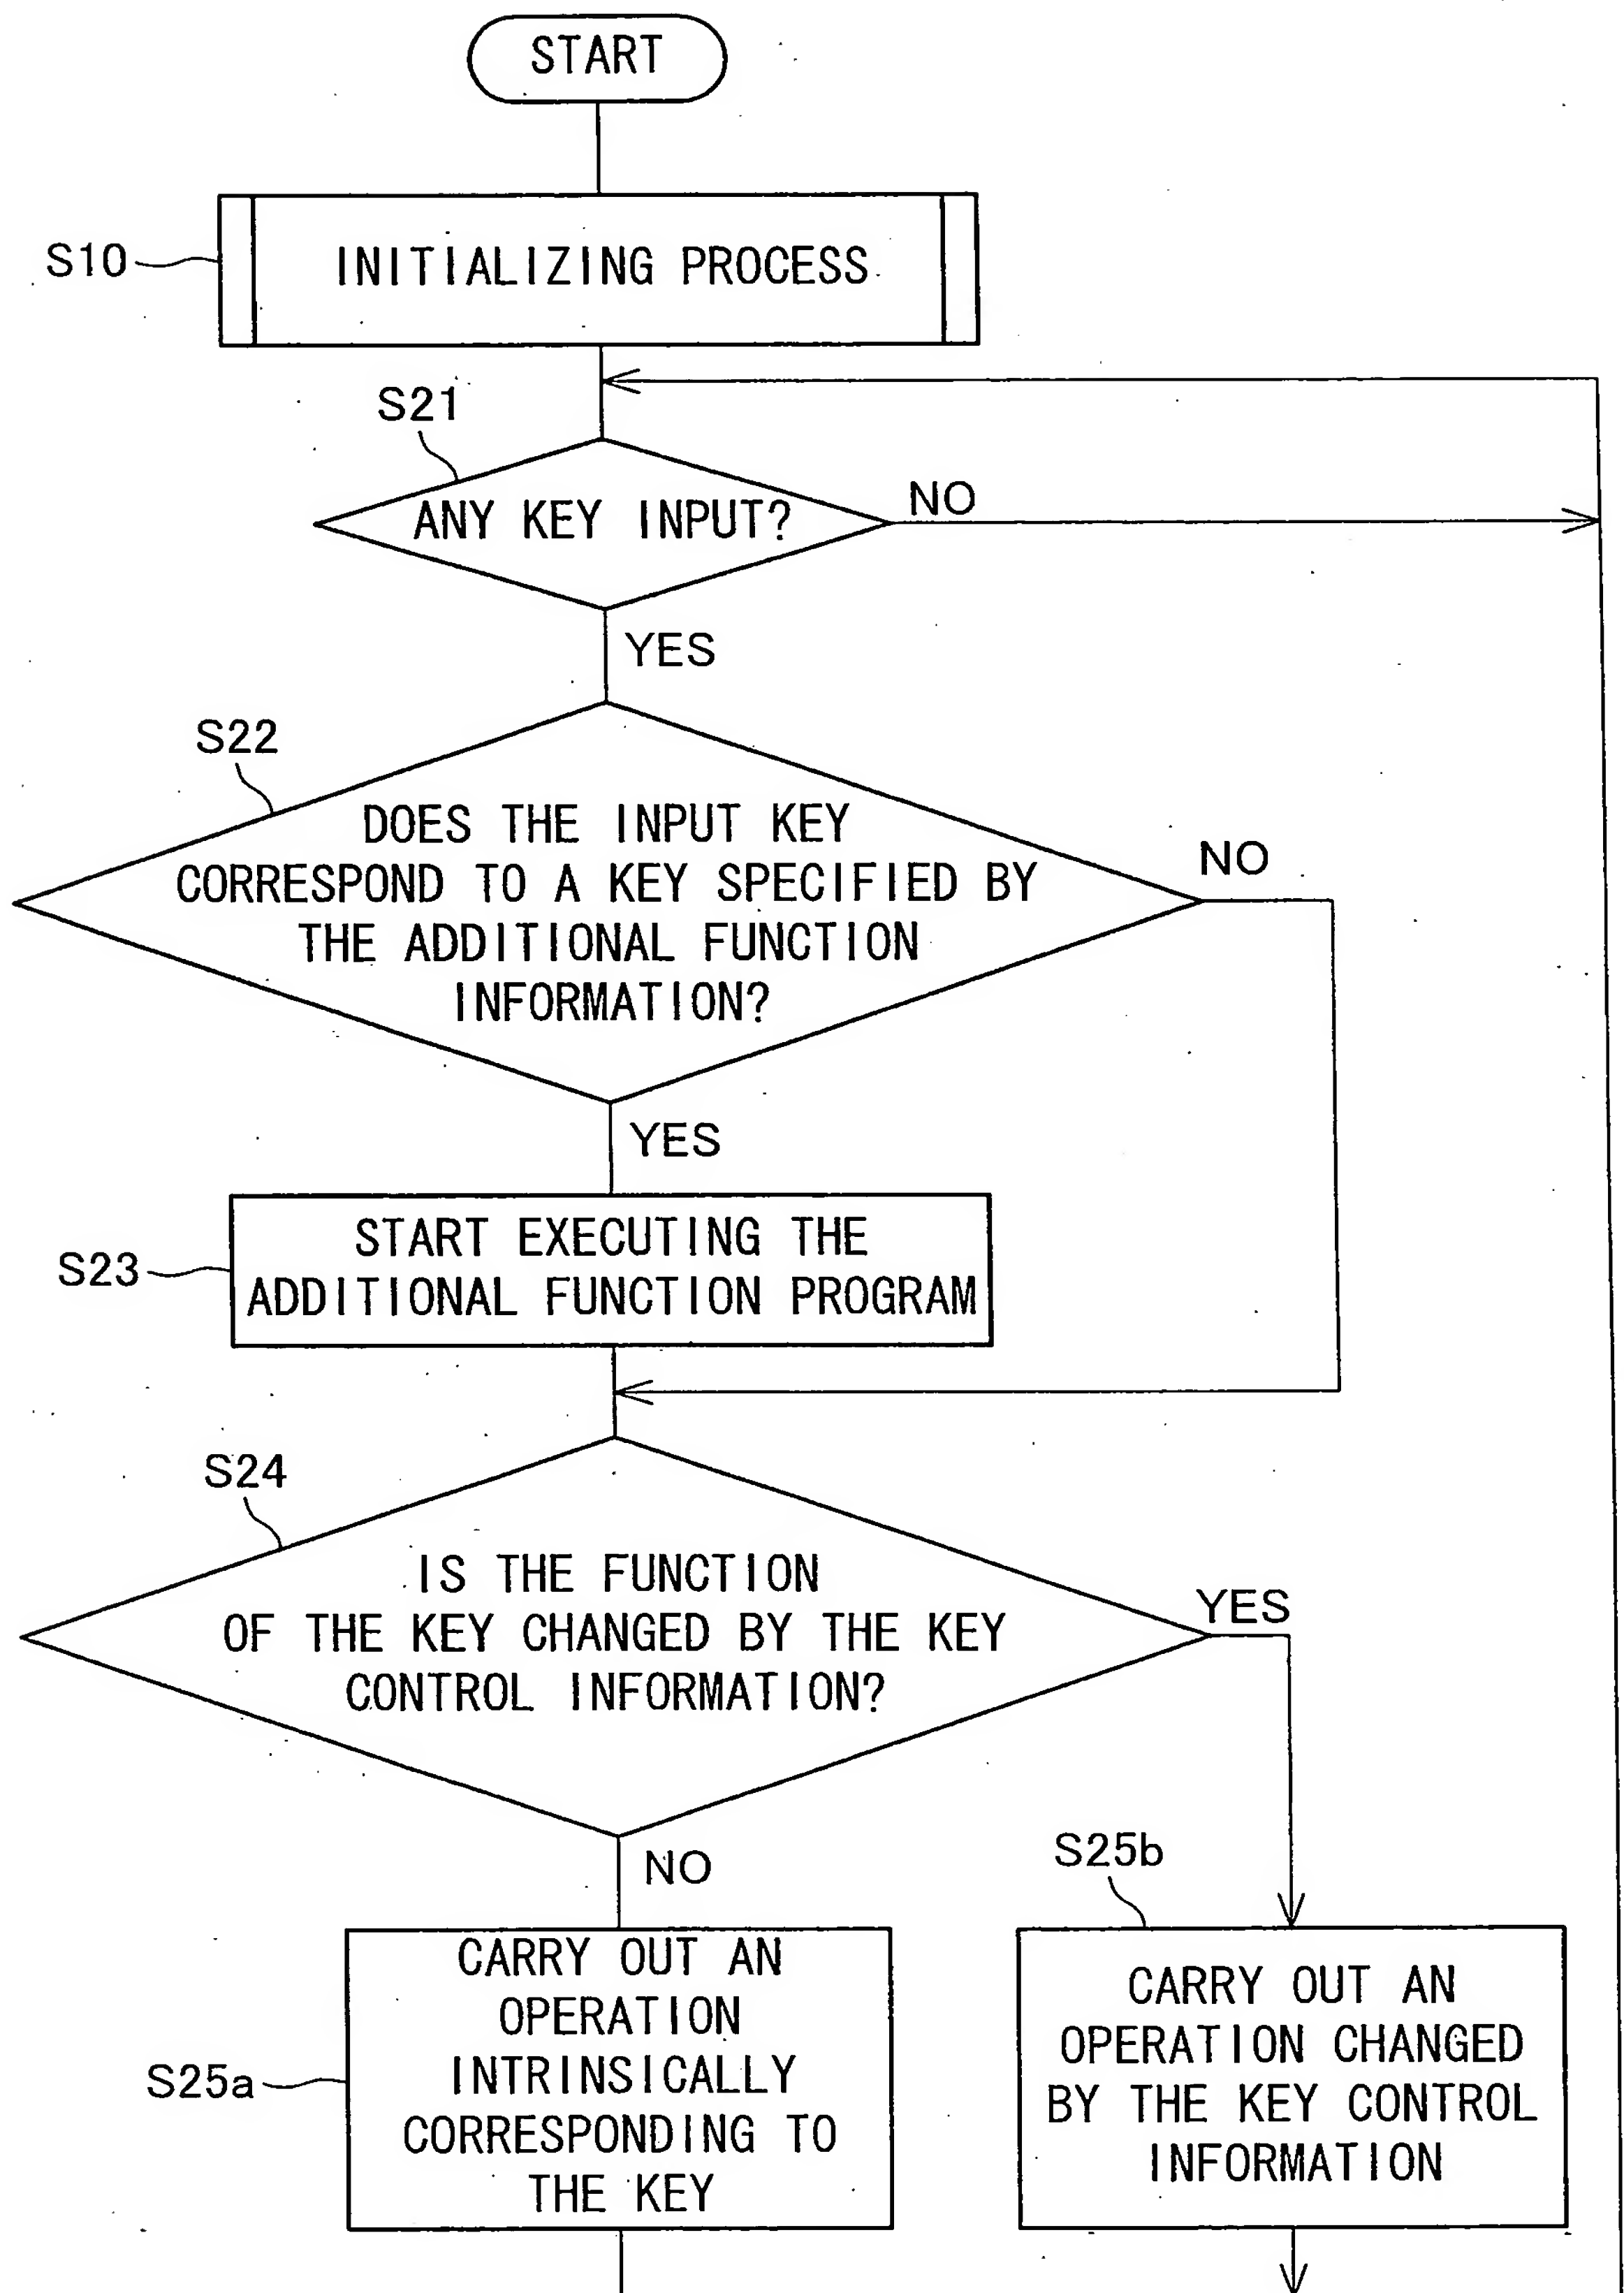 START
S10
INITIALIZING PROCESS
S21
ANY KEY INPUT?
NO
YES
S22
DOES THE INPUT KEY
CORRESPOND TO A KEY SPECIFIED BY
THE ADDITIONAL FUNCTION
INFORMATION?
NO
YES
S23
START EXECUTING THE
ADDITIONAL FUNCTION PROGRAM
S24
IS THE FUNCTION
OF THE KEY CHANGED BY THE KEY
CONTROL INFORMATION?
YES
NO
S25a
CARRY OUT AN
OPERATION
INTRINSICALLY
CORRESPONDING TO
THE KEY
S25b
CARRY OUT AN
OPERATION CHANGED
BY THE KEY CONTROL
INFORMATION